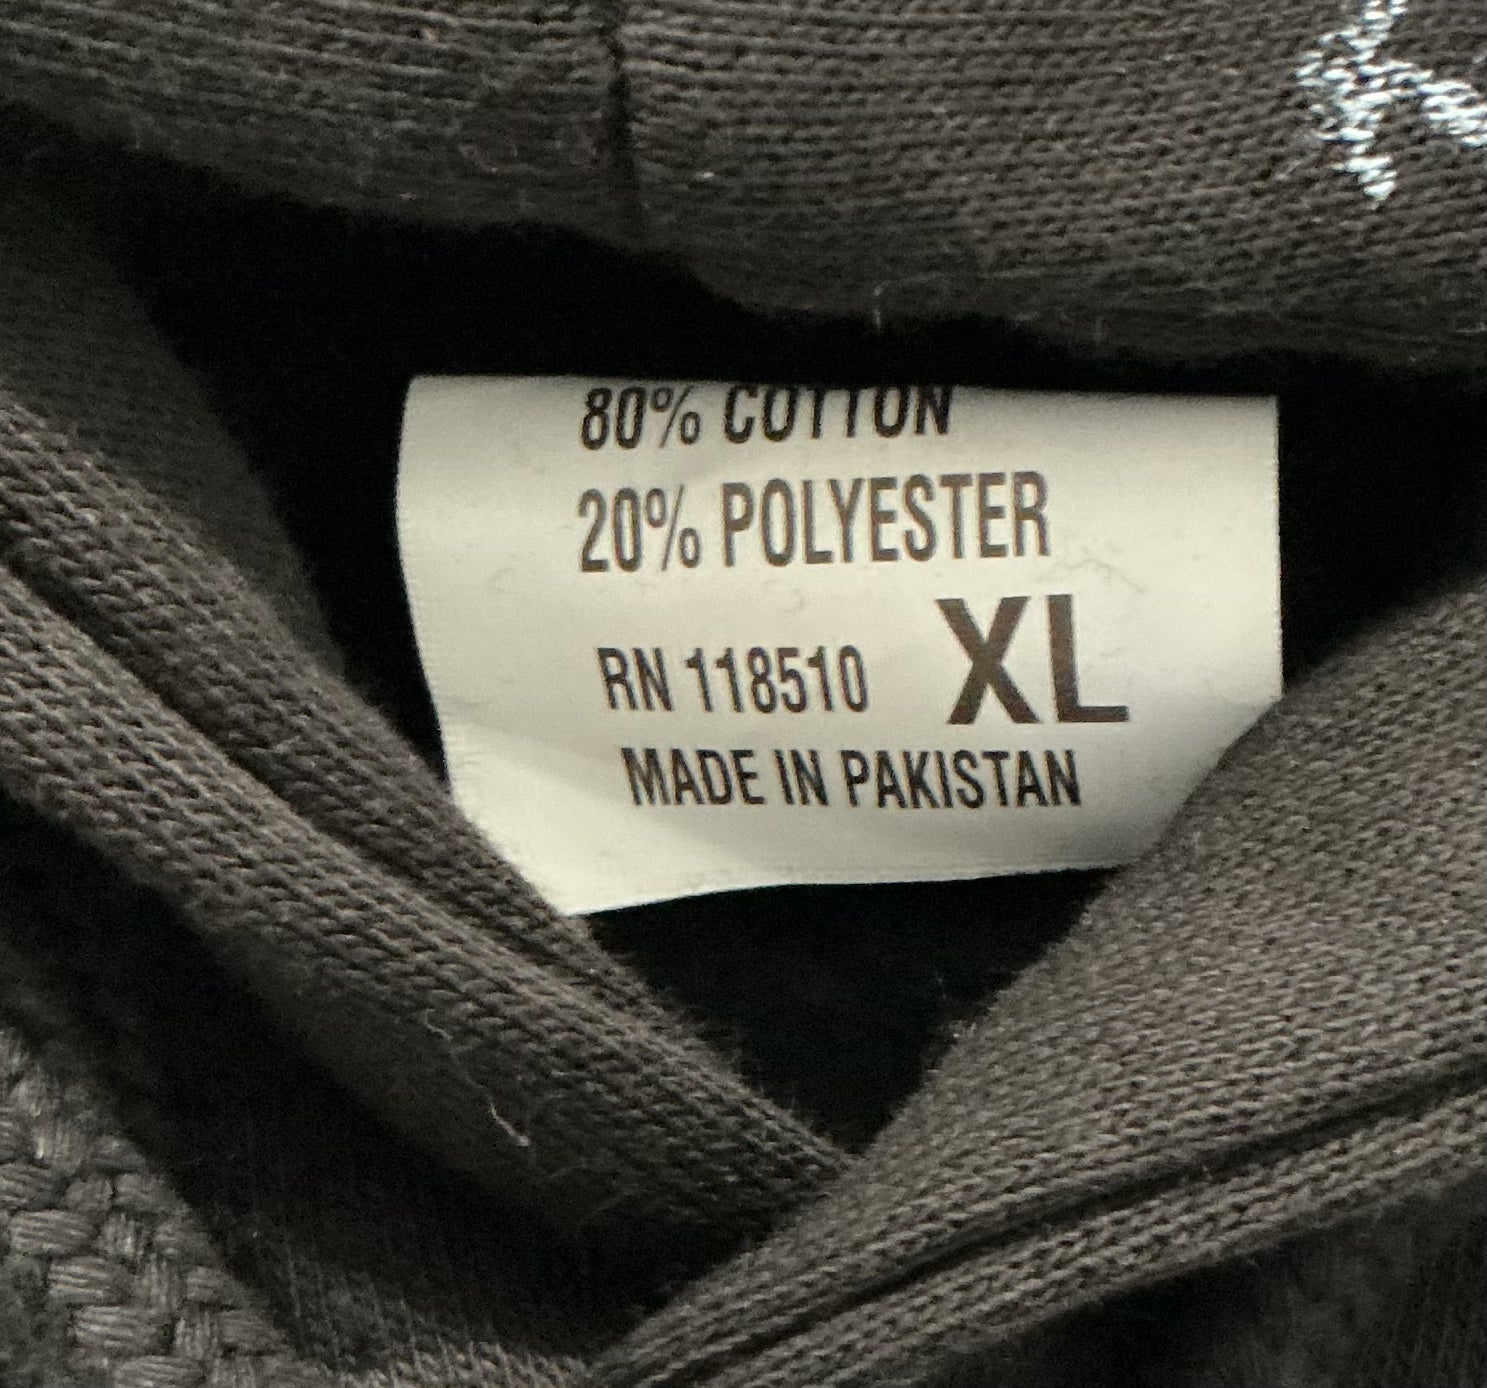 80% COTTON
20% POLYESTER
RN 118510 XL
MADE IN PAKISTAN